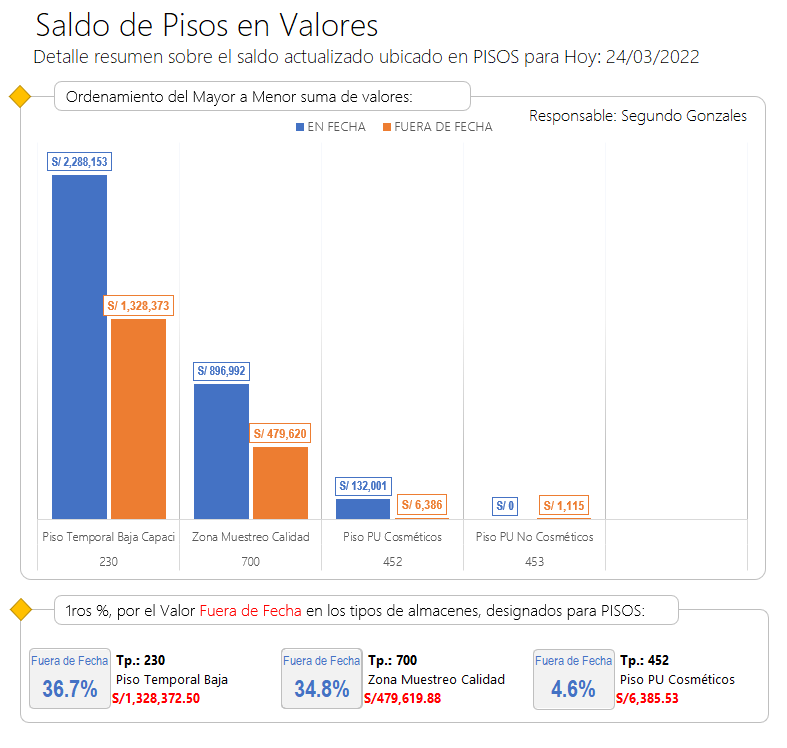 Saldo de Pisos en Valores
Detalle resumen sobre el saldo actualizado ubicado en PISOS para Hoy: 24/03/2022
Ordenamiento del Mayor a Menor suma de valores:
Responsable: Segundo Gonzales
EN FECHA FUERA DE FECHA
S/ 2,288,153
S/ 1,328,373
S/ 896,992
S/ 479,620
S/ 132,001
S/ 6,386
S/ 0
S/ 1,115
Piso Temporal Baja Capaci Zona Muestreo Calidad Piso PU Cosméticos Piso PU No Cosméticos
230 700 452 453
1ros %, por el Valor Fuera de Fecha en los tipos de almacenes, designados para PISOS:
Fuera de Fecha
36.7%
Tp.: 230
Piso Temporal Baja
S/1,328,372.50
Fuera de Fecha
34.8%
Tp.: 700
Zona Muestreo Calidad
S/479,619.88
Fuera de Fecha
4.6%
Tp.: 452
Piso PU Cosméticos
S/6,385.53